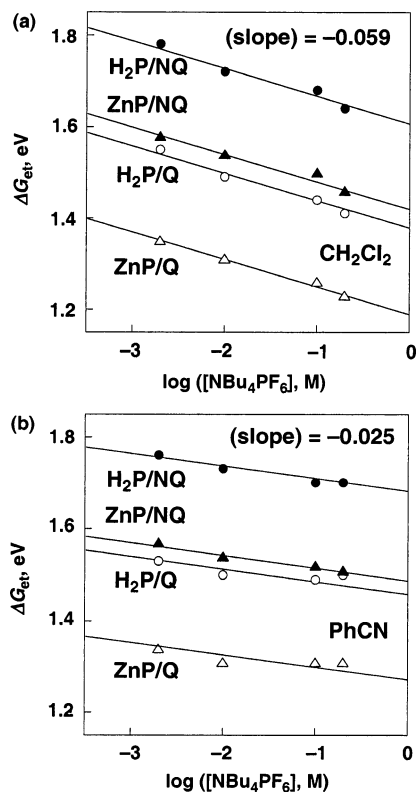 (a)
(slope) = –0.059
1.8
H₂P/NQ
ZnP/NQ
1.6
H₂P/Q
1.4
CH₂Cl₂
ZnP/Q
1.2
ΔG_et, eV
–3 –2 –1 0
log ([NBu₄PF₆], M)
(b)
(slope) = –0.025
1.8
H₂P/NQ
ZnP/NQ
1.6
H₂P/Q
PhCN
1.4
ZnP/Q
1.2
ΔG_et, eV
–3 –2 –1 0
log ([NBu₄PF₆], M)